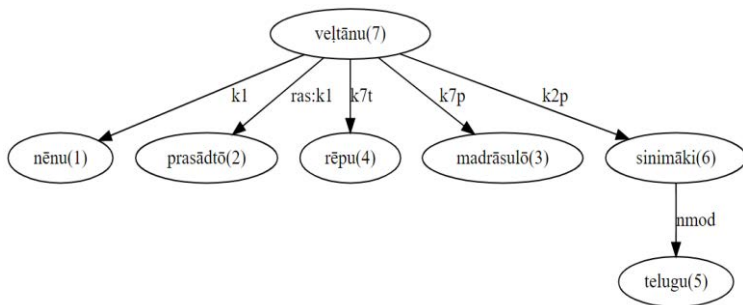 veḷtānu(7)
k1 ras:k1 k7t k7p k2p
nēnu(1) prasādtō(2) rēpu(4) madrāsulō(3) sinimāki(6)
nmod
telugu(5)